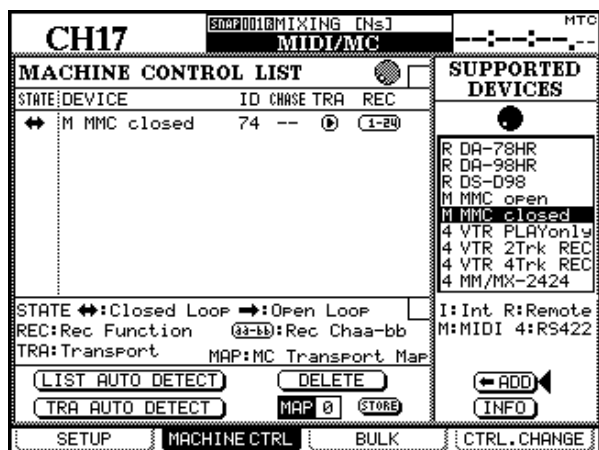 CH17
SNAP001 MIXING [Ns]
MIDI/MC
MTC
--:--:--.--
MACHINE CONTROL LIST
STATE DEVICE ID CHASE TRA REC
↔ M MMC closed 74 -- 1-24
STATE ↔:Closed Loop ➡:Open Loop
REC:Rec Function (aa-bb):Rec Chaa-bb
TRA:Transport MAP:MC Transport Map
LIST AUTO DETECT DELETE
TRA AUTO DETECT MAP 0 STORE
SUPPORTED
DEVICES
R DA-78HR
R DA-98HR
R DS-D98
M MMC open
M MMC closed
4 VTR PLAYonly
4 VTR 2Trk REC
4 VTR 4Trk REC
4 MM/MX-2424
I:Int R:Remote
M:MIDI 4:RS422
←ADD
INFO
SETUP MACHINE CTRL BULK CTRL.CHANGE